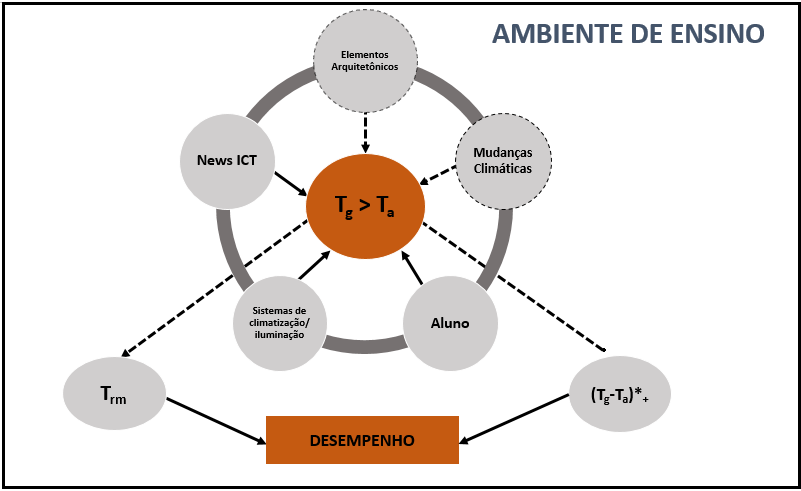 AMBIENTE DE ENSINO
Elementos
Arquitetônicos
News ICT
Mudanças
Climáticas
Tg > Ta
Sistemas de
climatização/
iluminação
Aluno
Trm
(Tg-Ta)*+
DESEMPENHO